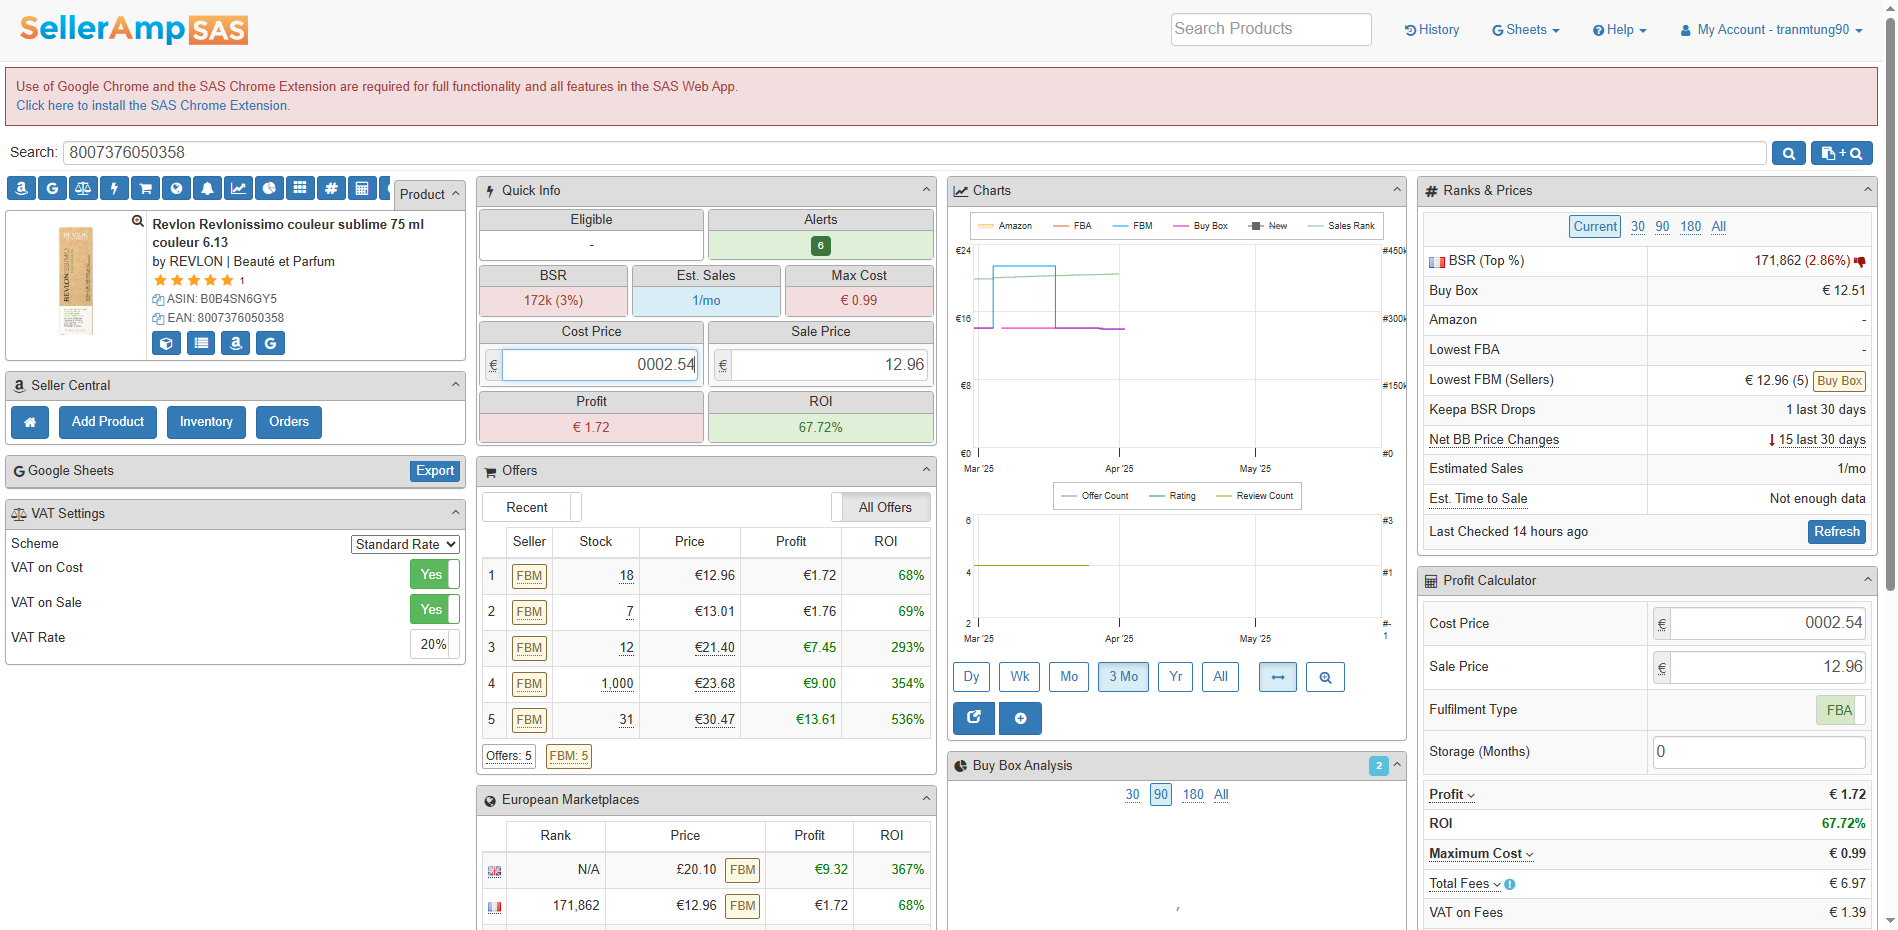 SellerAmp SAS
Search Products
History
G Sheets
Help
My Account - tranmtung90
Use of Google Chrome and the SAS Chrome Extension are required for full functionality and all features in the SAS Web App.
Click here to install the SAS Chrome Extension.
Search: 8007376050358
+
Product
Revlon Revlonissimo couleur sublime 75 ml
couleur 6.13
by REVLON | Beauté et Parfum
1
ASIN: B0B4SN6GY5
EAN: 8007376050358
Seller Central
Add Product Inventory Orders
Google Sheets Export
VAT Settings
Scheme Standard Rate
VAT on Cost Yes
VAT on Sale Yes
VAT Rate 20%
Quick Info
Eligible Alerts
- 6
BSR Est. Sales Max Cost
172k (3%) 1/mo € 0.99
Cost Price Sale Price
€ 0002.54 € 12.96
Profit ROI
€ 1.72 67.72%
Offers
Recent All Offers
Seller Stock Price Profit ROI
1 FBM 18 €12.96 €1.72 68%
2 FBM 7 €13.01 €1.76 69%
3 FBM 12 €21.40 €7.45 293%
4 FBM 1,000 €23.68 €9.00 354%
5 FBM 31 €30.47 €13.61 536%
Offers: 5 FBM: 5
European Marketplaces
Rank Price Profit ROI
N/A £20.10 FBM €9.32 367%
171,862 €12.96 FBM €1.72 68%
Charts
Amazon FBA FBM Buy Box New Sales Rank
€24 #450k
€16 #300k
€8 #150k
€0 #0
Mar '25 Apr '25 May '25
Offer Count Rating Review Count
6 #3
4 #1
2 #-1
Mar '25 Apr '25 May '25
Dy Wk Mo 3 Mo Yr All
Buy Box Analysis 2
30 90 180 All
,
Ranks & Prices
Current 30 90 180 All
BSR (Top %) 171,862 (2.86%)
Buy Box € 12.51
Amazon -
Lowest FBA -
Lowest FBM (Sellers) € 12.96 (5) Buy Box
Keepa BSR Drops 1 last 30 days
Net BB Price Changes 15 last 30 days
Estimated Sales 1/mo
Est. Time to Sale Not enough data
Last Checked 14 hours ago Refresh
Profit Calculator
Cost Price € 0002.54
Sale Price € 12.96
Fulfilment Type FBA
Storage (Months) 0
Profit € 1.72
ROI 67.72%
Maximum Cost € 0.99
Total Fees € 6.97
VAT on Fees € 1.39